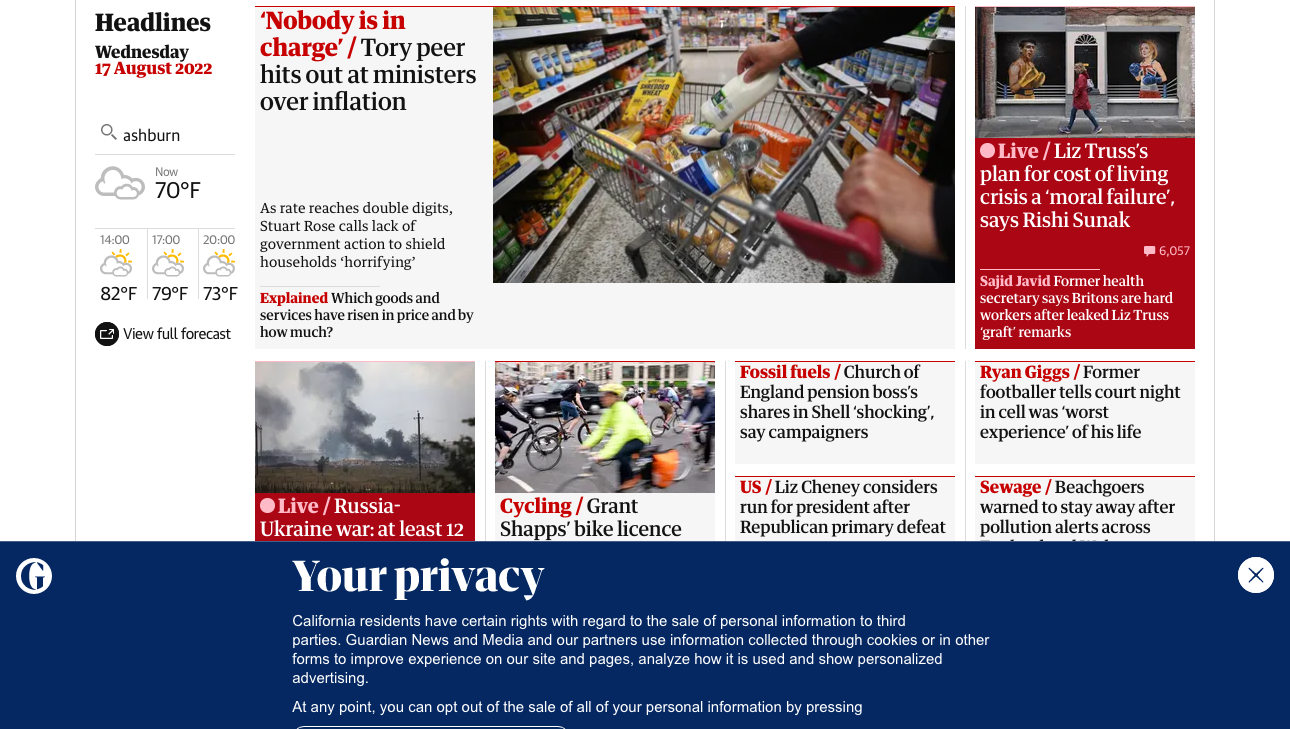 Headlines
Wednesday
17 August 2022
ashburn
Now
70°F
14:00
82°F
17:00
79°F
20:00
73°F
View full forecast
‘Nobody is in
charge’ / Tory peer
hits out at ministers
over inflation
As rate reaches double digits,
Stuart Rose calls lack of
government action to shield
households ‘horrifying’
Explained Which goods and
services have risen in price and by
how much?
SHREDDED
WHEAT
Live / Liz Truss’s
plan for cost of living
crisis a ‘moral failure’,
says Rishi Sunak
6,057
Sajid Javid Former health
secretary says Britons are hard
workers after leaked Liz Truss
‘graft’ remarks
Live / Russia-
Ukraine war: at least 12
Cycling / Grant
Shapps’ bike licence
Fossil fuels / Church of
England pension boss’s
shares in Shell ‘shocking’,
say campaigners
US / Liz Cheney considers
run for president after
Republican primary defeat
Ryan Giggs / Former
footballer tells court night
in cell was ‘worst
experience’ of his life
Sewage / Beachgoers
warned to stay away after
pollution alerts across
Your privacy
California residents have certain rights with regard to the sale of personal information to third
parties. Guardian News and Media and our partners use information collected through cookies or in other
forms to improve experience on our site and pages, analyze how it is used and show personalized
advertising.
At any point, you can opt out of the sale of all of your personal information by pressing